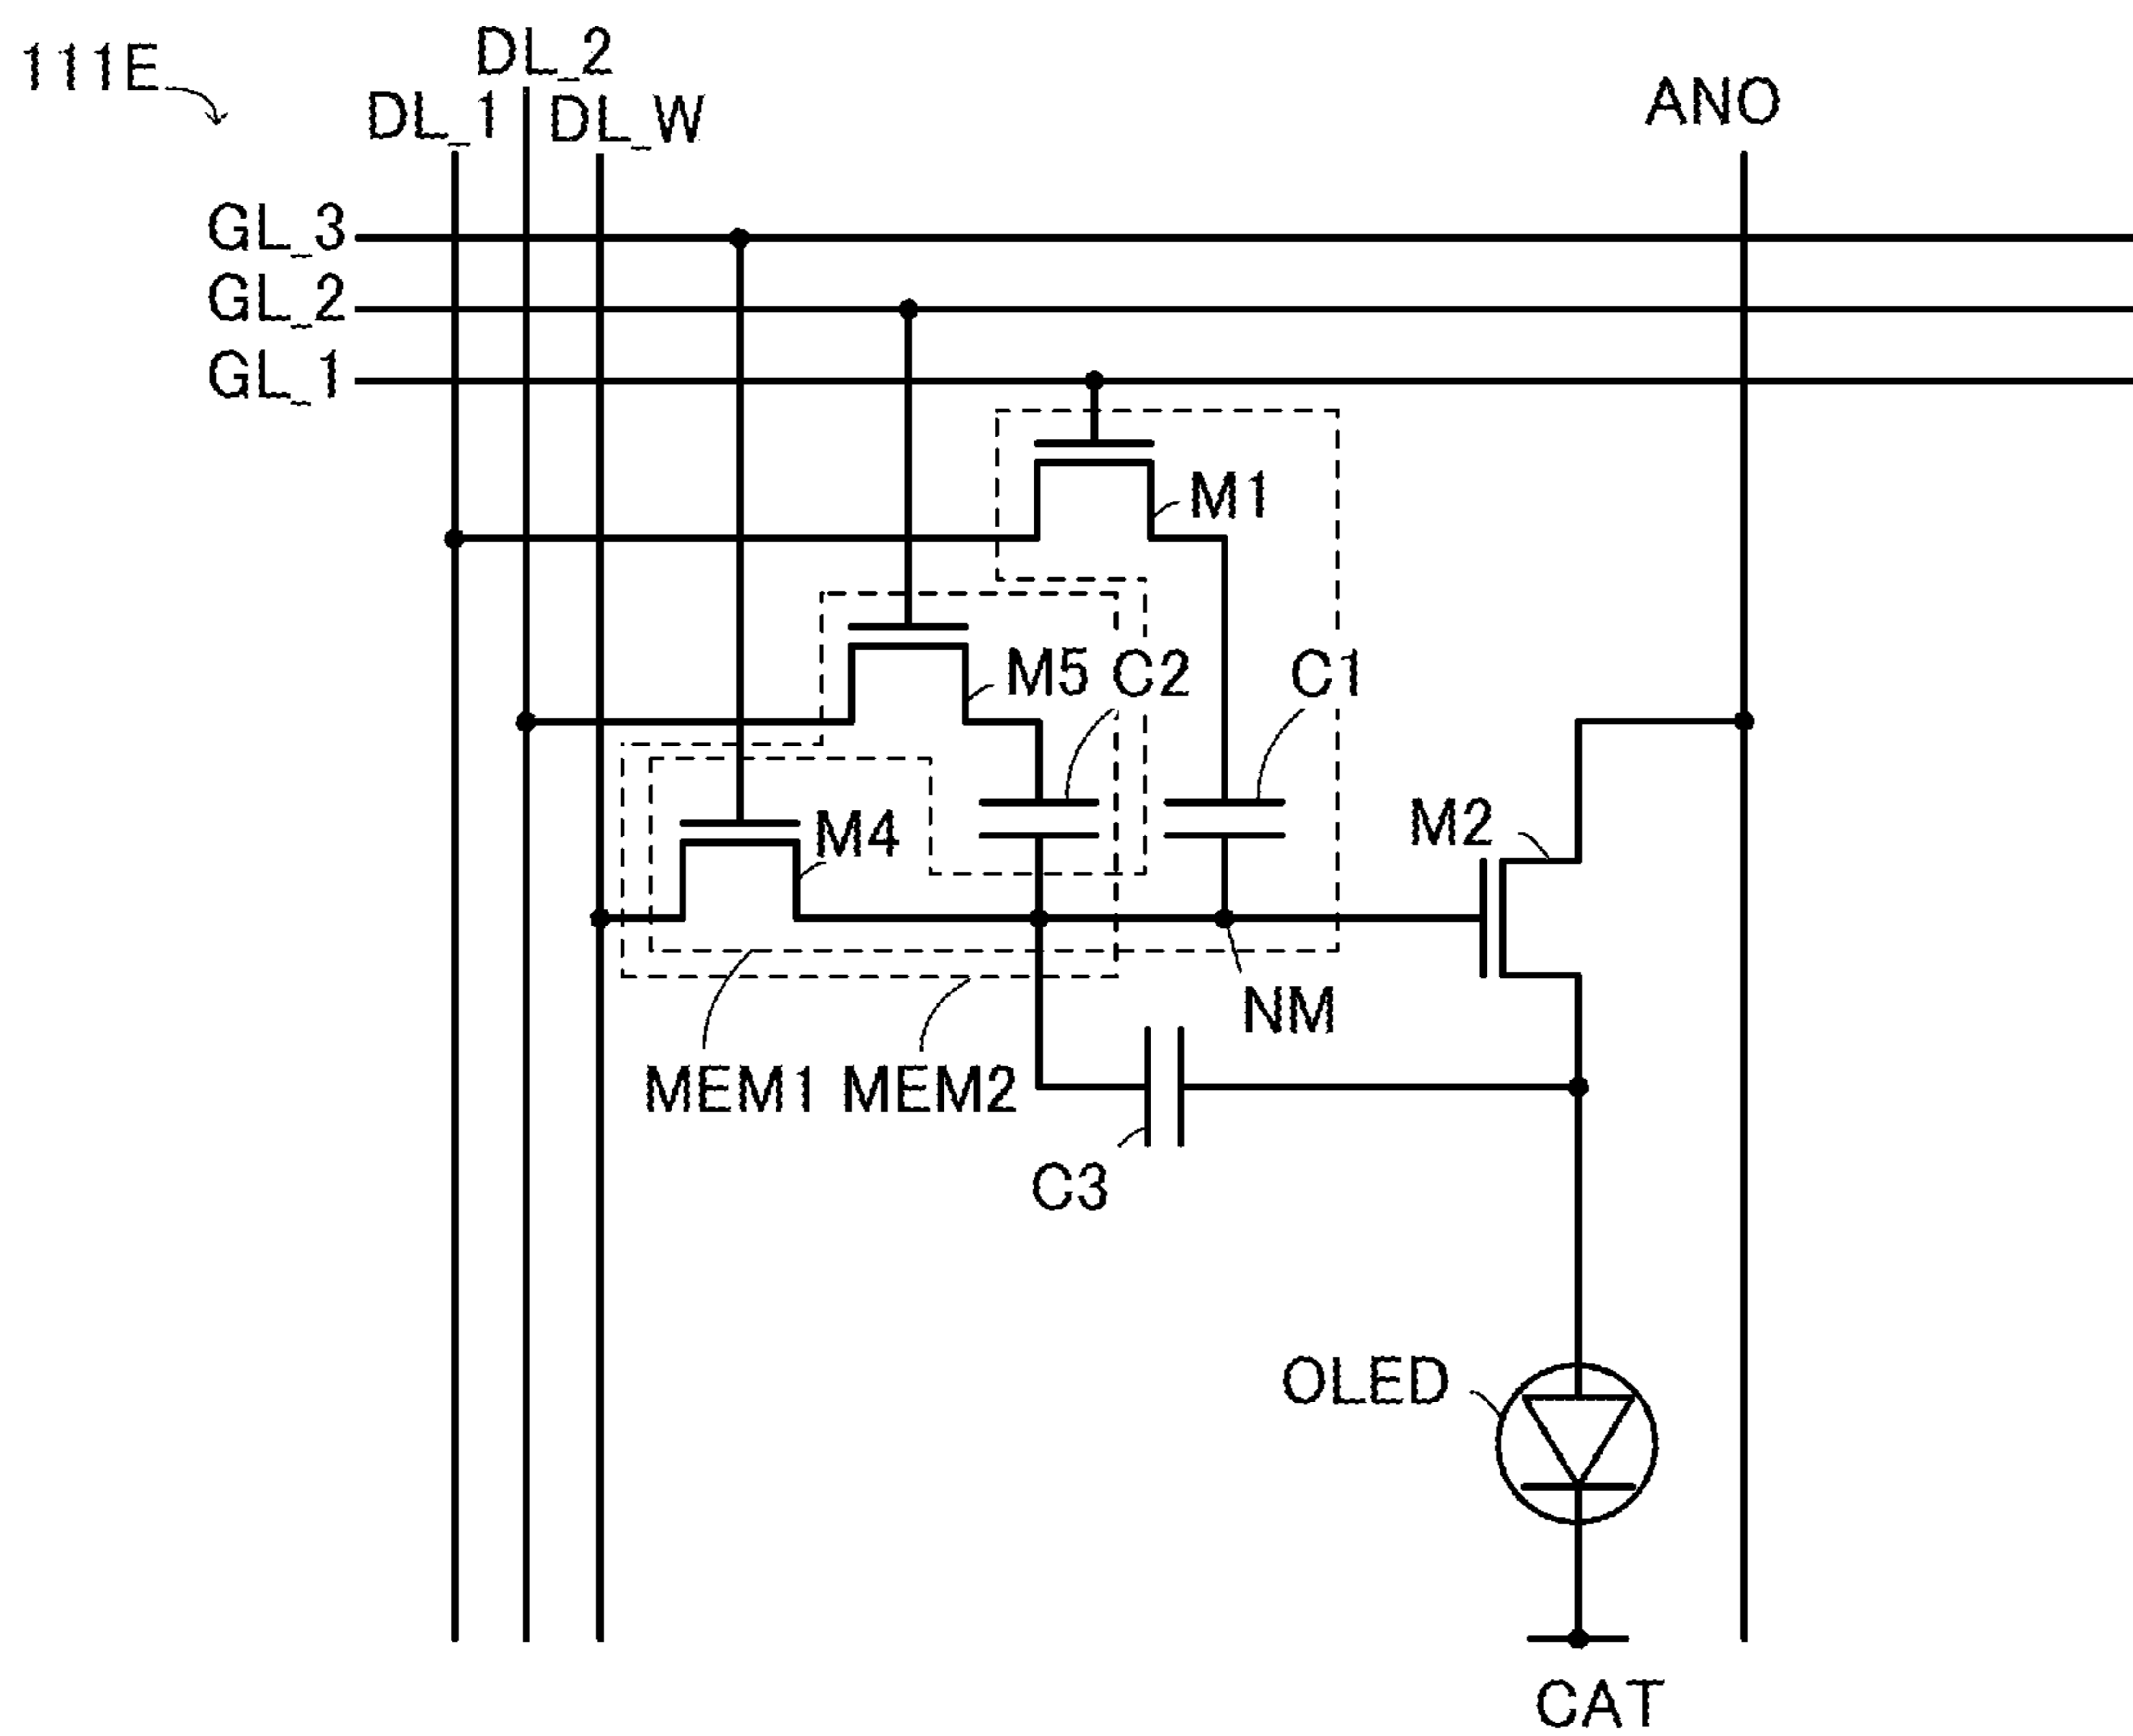 111E
DL_2
DL_1
DL_W
ANO
GL_3
GL_2
GL_1
M1
M5
C2
C1
M4
M2
NM
MEM1
MEM2
C3
OLED
CAT